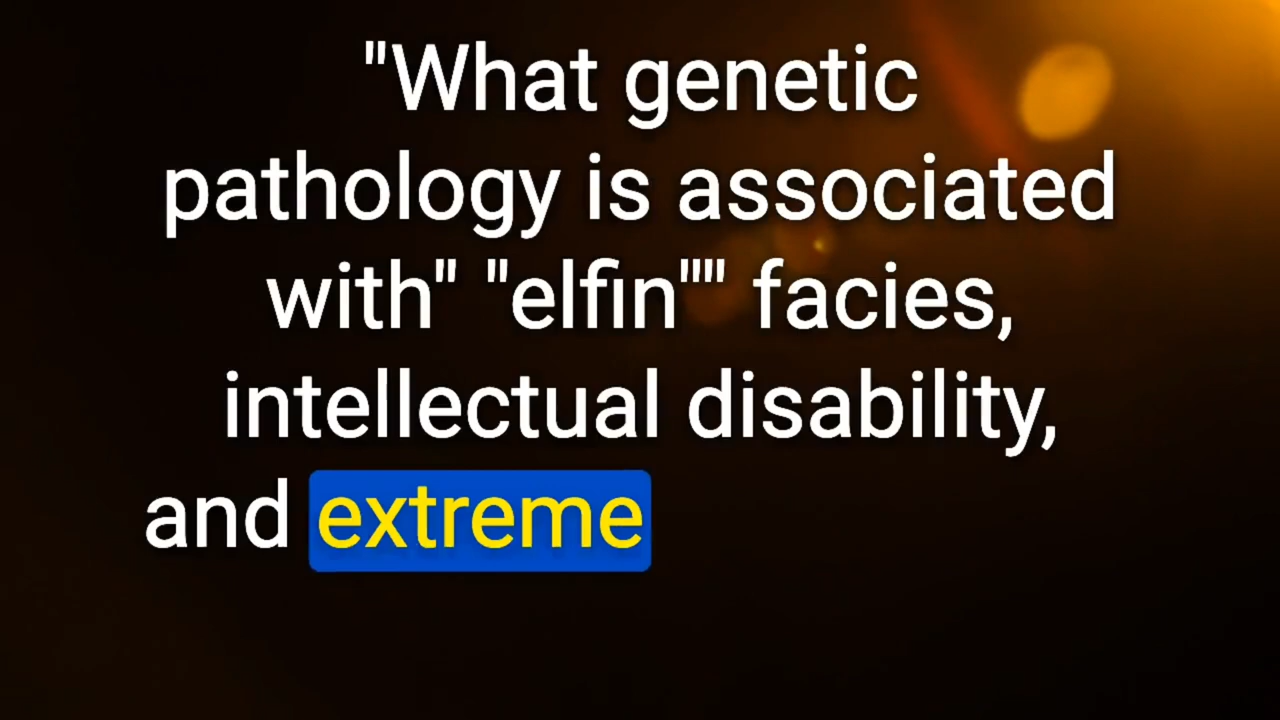 "What genetic
pathology is associated
with" "elfin"" facies,
intellectual disability,
and extreme